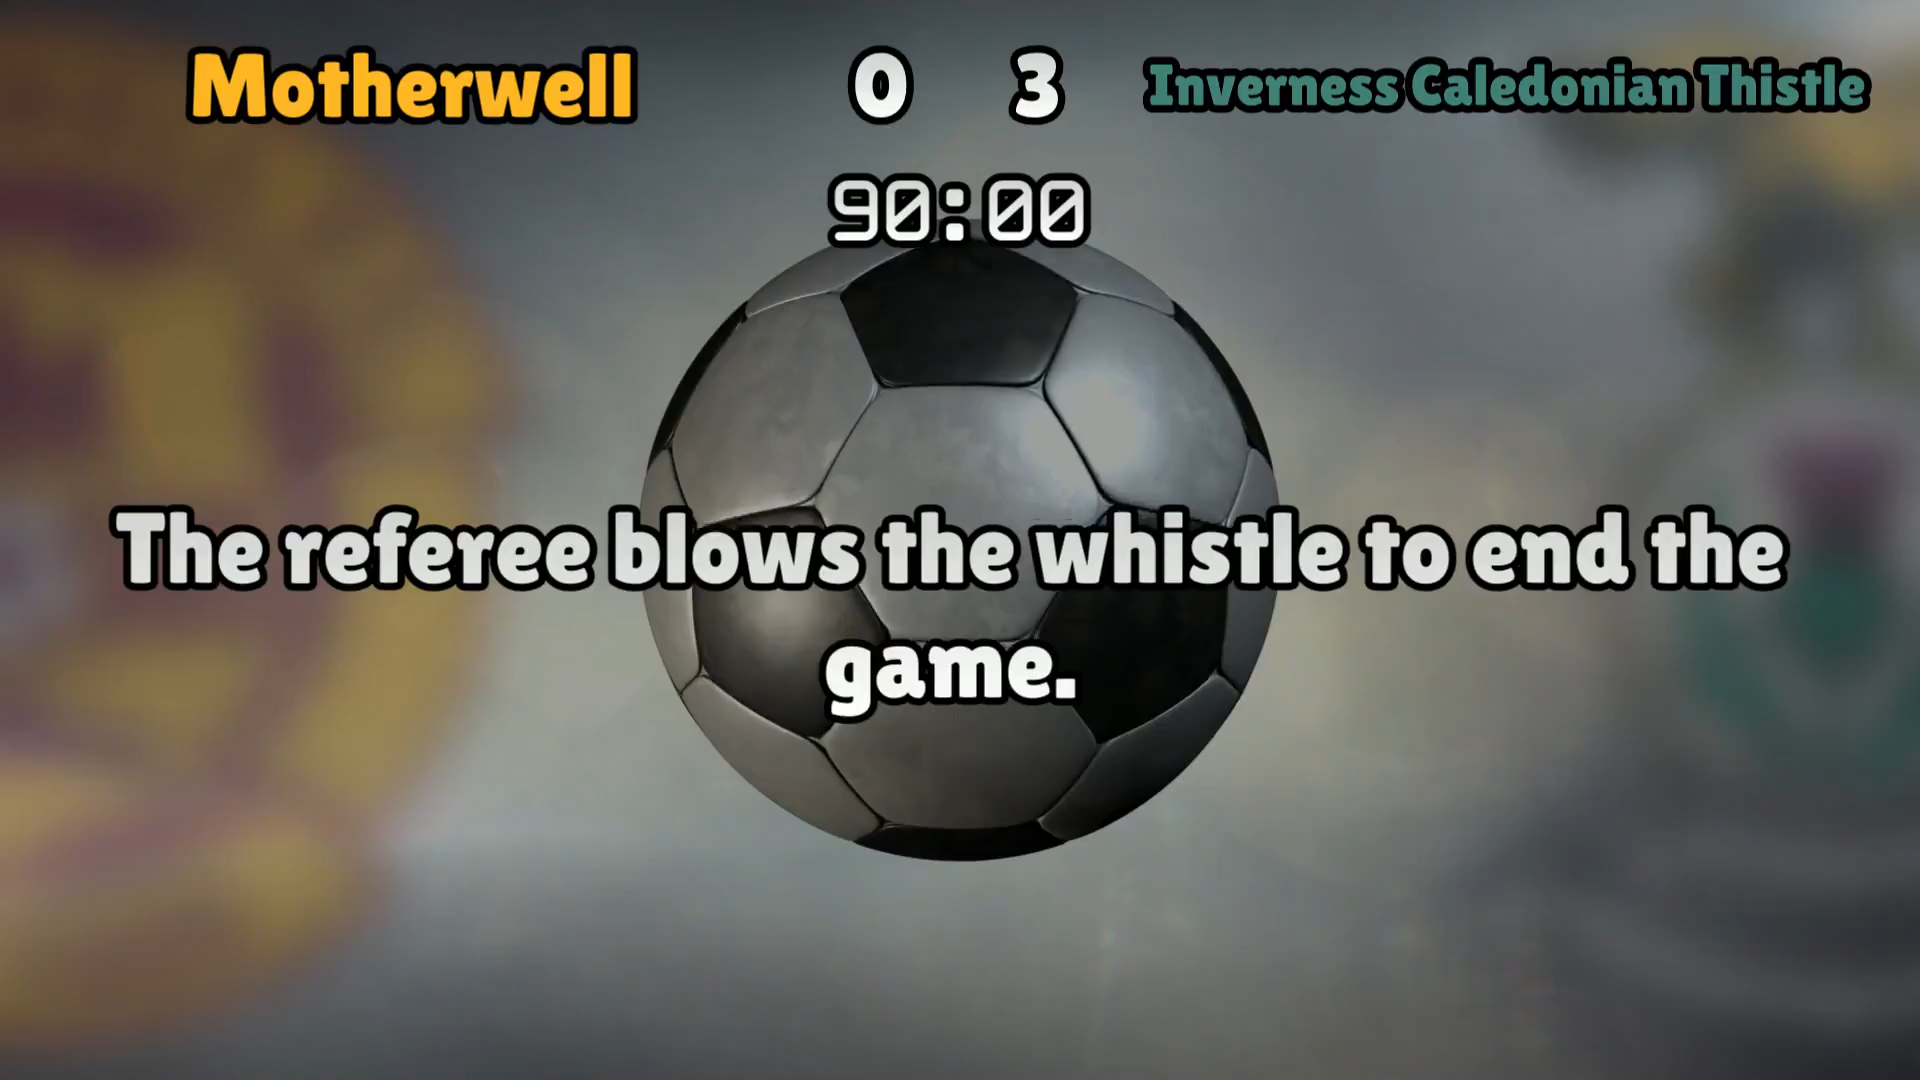 Motherwell 0 3 Inverness Caledonian Thistle
90:00
The referee blows the whistle to end the
game.